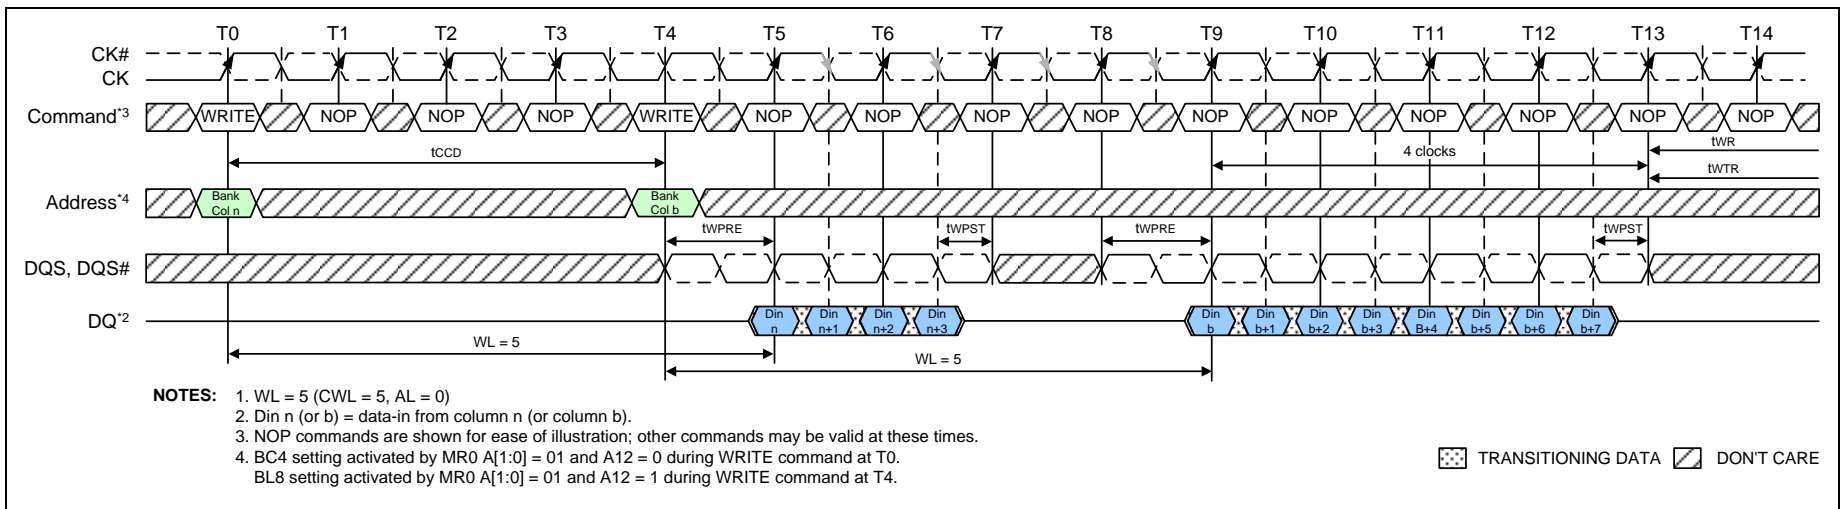 T0 T1 T2 T3 T4 T5 T6 T7 T8 T9 T10 T11 T12 T13 T14
CK#
CK
Command*3 WRITE NOP NOP NOP WRITE NOP NOP NOP NOP NOP NOP NOP NOP NOP NOP
tCCD 4 clocks tWR
tWTR
Address*4 Bank Col n Bank Col b
tWPRE tWPST tWPRE tWPST
DQS, DQS#
DQ*2 Din n Din n+1 Din n+2 Din n+3 Din b Din b+1 Din b+2 Din b+3 Din B+4 Din b+5 Din b+6 Din b+7
WL = 5
WL = 5
NOTES: 1. WL = 5 (CWL = 5, AL = 0)
2. Din n (or b) = data-in from column n (or column b).
3. NOP commands are shown for ease of illustration; other commands may be valid at these times.
4. BC4 setting activated by MR0 A[1:0] = 01 and A12 = 0 during WRITE command at T0.
BL8 setting activated by MR0 A[1:0] = 01 and A12 = 1 during WRITE command at T4.
TRANSITIONING DATA DON'T CARE